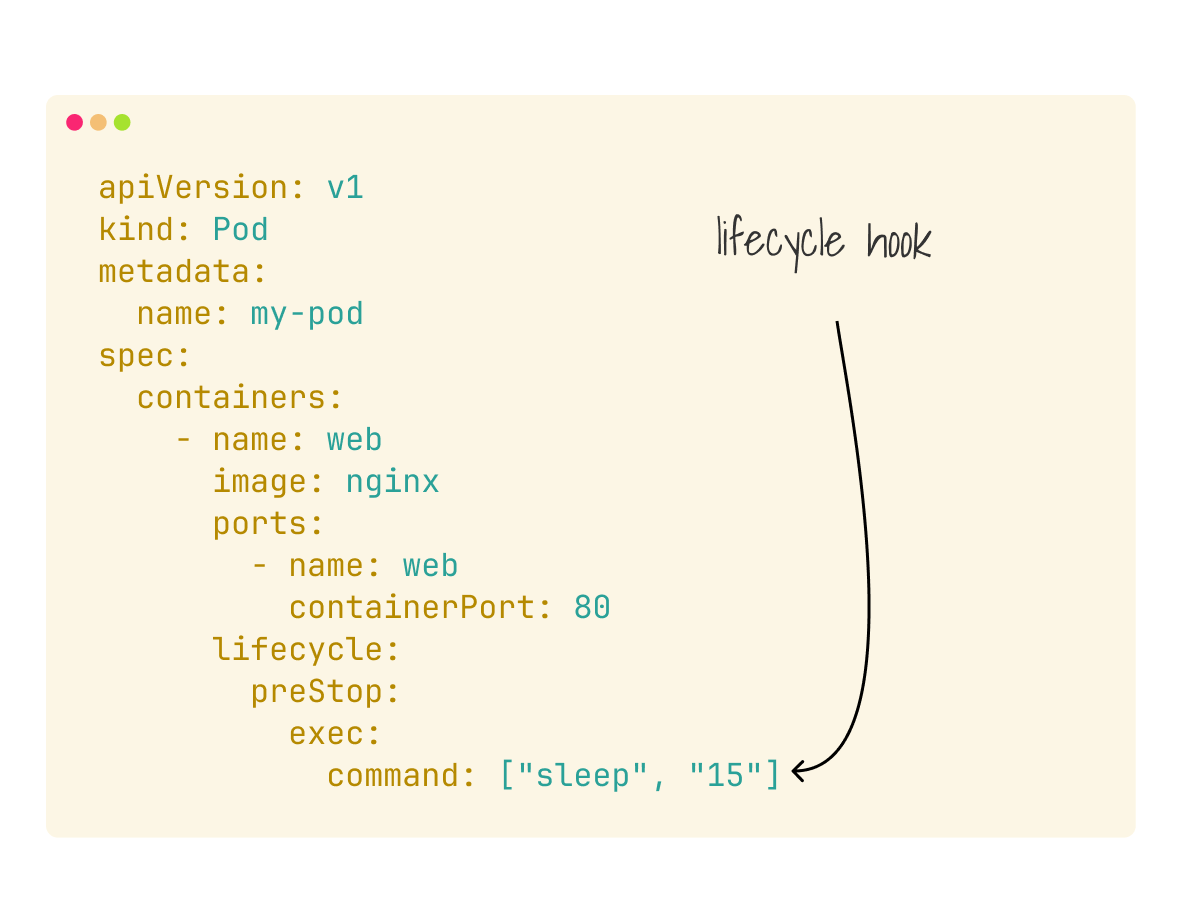 apiVersion: v1
kind: Pod
metadata:
  name: my-pod
spec:
  containers:
    - name: web
      image: nginx
      ports:
        - name: web
          containerPort: 80
      lifecycle:
        preStop:
          exec:
            command: ["sleep", "15"]
lifecycle hook